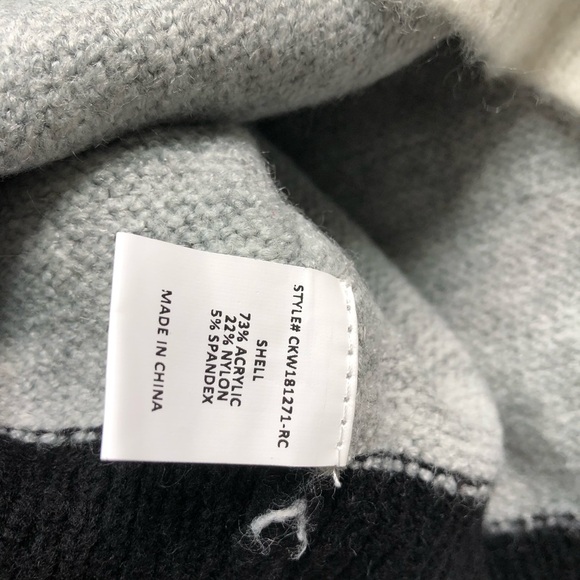 STYLE# CKW181271-RC
SHELL
73% ACRYLIC
22% NYLON
5% SPANDEX
MADE IN CHINA